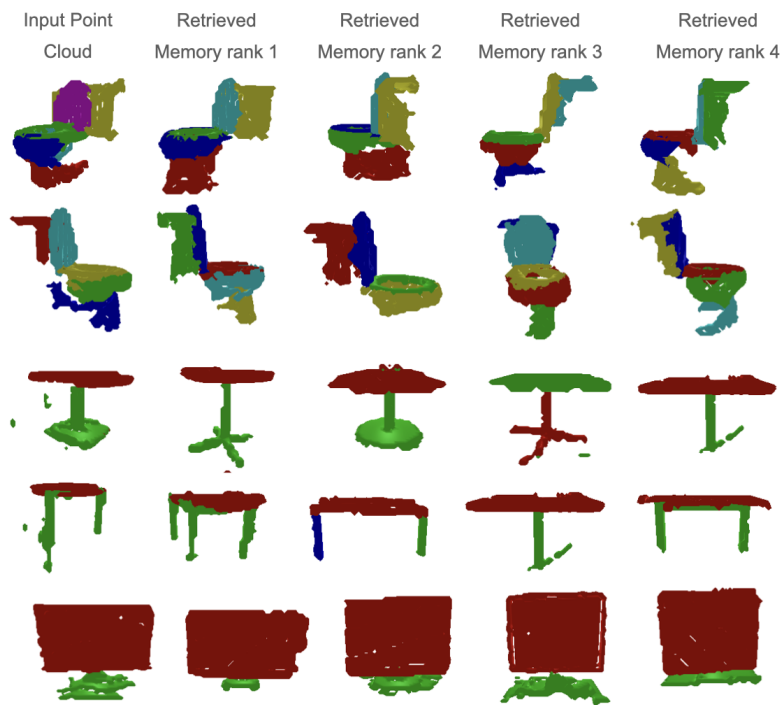 Input Point Cloud
Retrieved Memory rank 1
Retrieved Memory rank 2
Retrieved Memory rank 3
Retrieved Memory rank 4